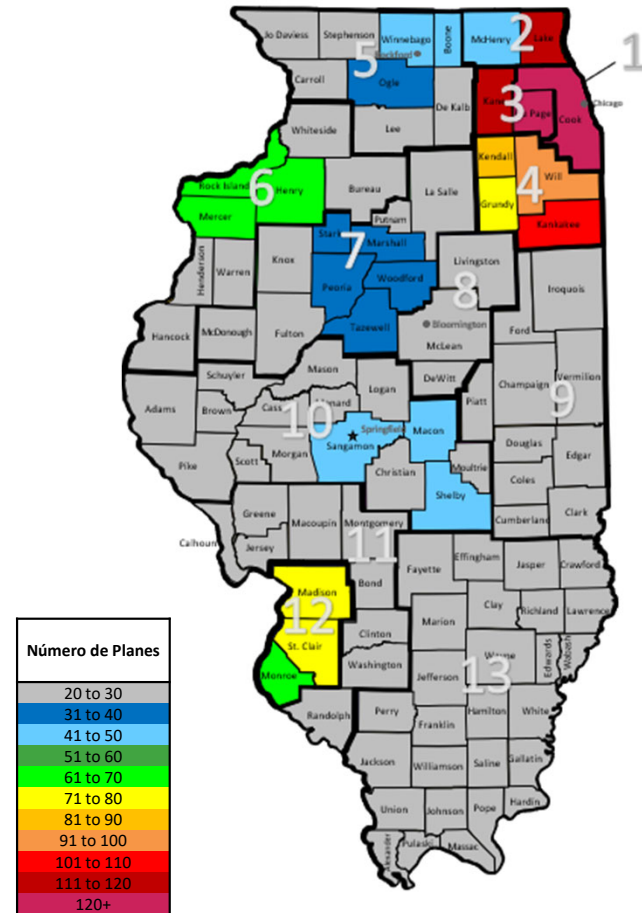 Jo Daviess
Stephenson
Winnebago
Boone
McHenry
2
Lake
1
5
Rockford
Carroll
Ogle
De Kalb
Kane
3
Page
Cook
Chicago
Whiteside
Lee
Kendall
Will
4
Rock Island
6
Henry
Bureau
La Salle
Grundy
Mercer
Putnam
Kankakee
Stark
7
Marshall
Henderson
Warren
Knox
Peoria
Woodford
Livingston
8
Iroquois
Tazewell
Bloomington
Ford
Hancock
McDonough
Fulton
McLean
Mason
Schuyler
Logan
DeWitt
Champaign
Vermilion
9
Adams
Brown
Cass
Menard
10
Springfield
Macon
Piatt
Sangamon
Morgan
Scott
Christian
Moultrie
Douglas
Edgar
Pike
Coles
Shelby
Greene
Macoupin
Montgomery
Cumberland
Clark
Calhoun
Jersey
11
Fayette
Effingham
Jasper
Crawford
Madison
Bond
12
Clay
Richland
Lawrence
Marion
St. Clair
Clinton
Wayne
Edwards
Wabash
Monroe
Washington
Jefferson
13
Randolph
Perry
Hamilton
White
Franklin
Jackson
Williamson
Saline
Gallatin
Union
Johnson
Pope
Hardin
Alexander
Pulaski
Massac
Número de Planes
20 to 30
31 to 40
41 to 50
51 to 60
61 to 70
71 to 80
81 to 90
91 to 100
101 to 110
111 to 120
120+